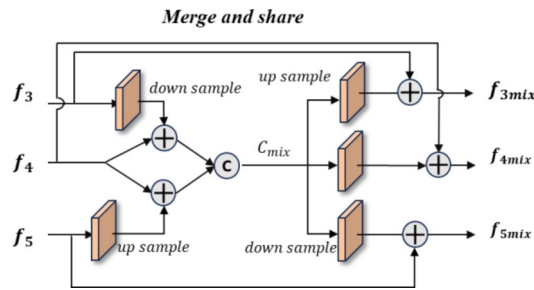 Merge and share
f3
down sample
up sample
f3mix
f4
C
Cmix
f4mix
f5
up sample
down sample
f5mix